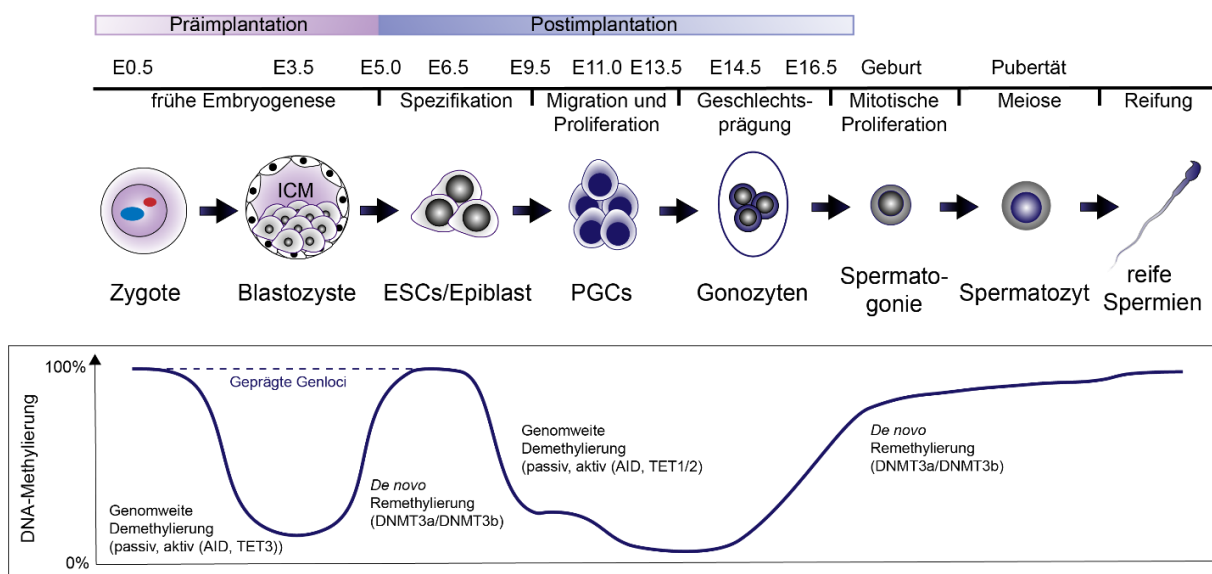 Präimplantation
Postimplantation
E0.5
E3.5
E5.0
E6.5
E9.5
E11.0
E13.5
E14.5
E16.5
Geburt
Pubertät
frühe Embryogenese
Spezifikation
Migration und
Proliferation
Geschlechts-
prägung
Mitotische
Proliferation
Meiose
Reifung
ICM
Zygote
Blastozyste
ESCs/Epiblast
PGCs
Gonozyten
Spermato-
gonie
Spermatozyt
reife
Spermien
DNA-Methylierung
100%
0%
Geprägte Genloci
Genomweite
Demethylierung
(passiv, aktiv (AID, TET3))
De novo
Remethylierung
(DNMT3a/DNMT3b)
Genomweite
Demethylierung
(passiv, aktiv (AID, TET1/2)
De novo
Remethylierung
(DNMT3a/DNMT3b)